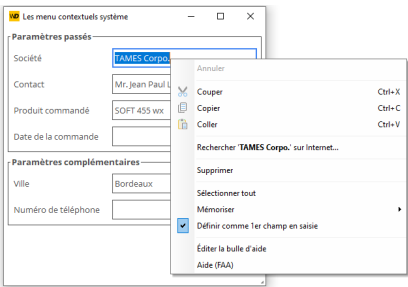 WD Les menu contextuels système
Paramètres passés
Société TAMES Corpo.
Contact Mr. Jean Paul L
Produit commandé SOFT 455 wx
Date de la commande
Paramètres complémentaires
Ville Bordeaux
Numéro de téléphone
Annuler
Couper Ctrl+X
Copier Ctrl+C
Coller Ctrl+V
Rechercher 'TAMES Corpo.' sur Internet...
Supprimer
Sélectionner tout
Mémoriser
Définir comme 1er champ en saisie
Éditer la bulle d'aide
Aide (FAA)